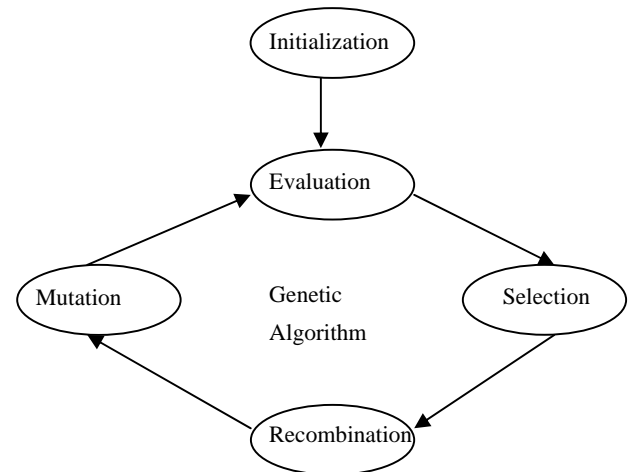 Initialization
Evaluation
Mutation
Genetic
Algorithm
Selection
Recombination